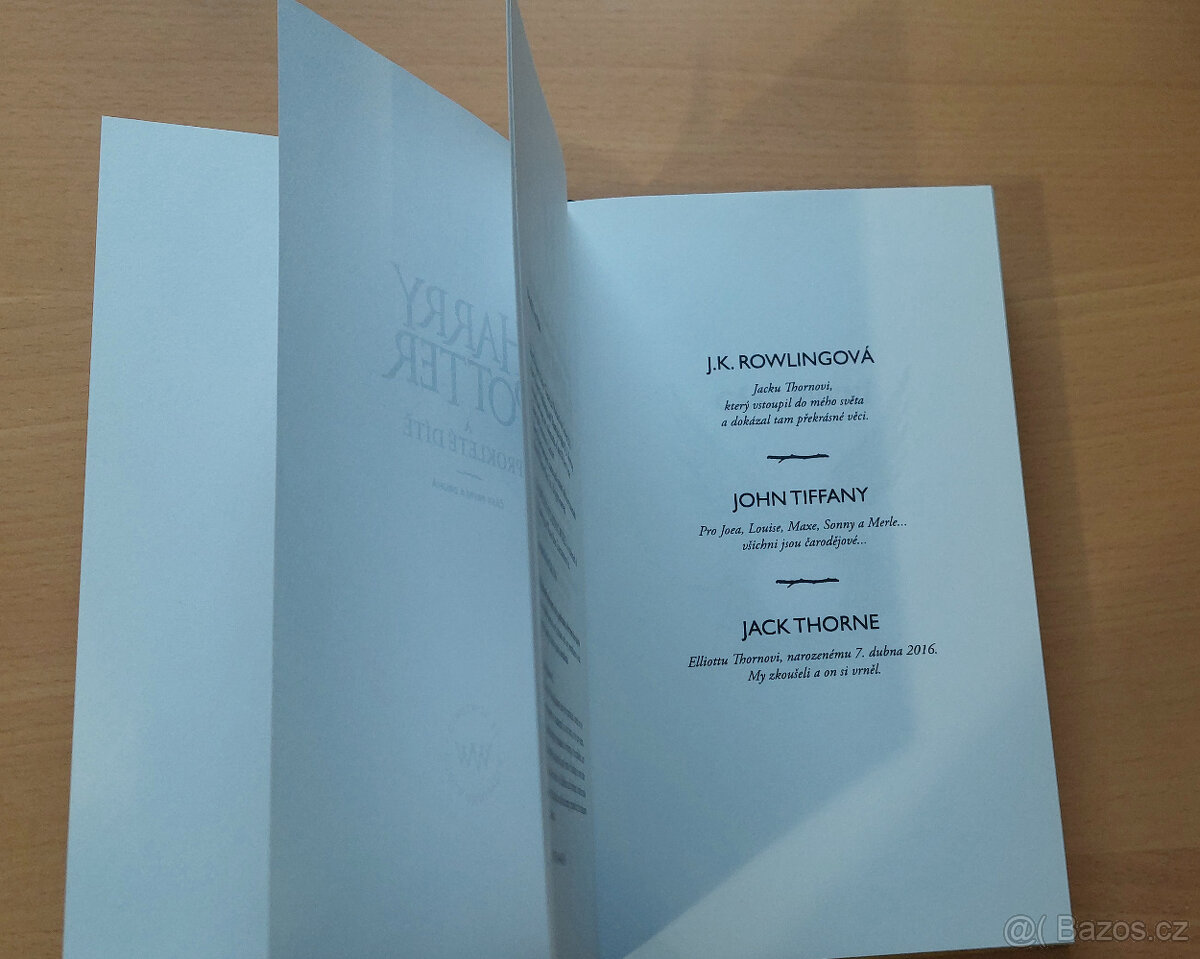 HARRY
POTTER
A
PROKLETÉ DÍTĚ
J.K. ROWLINGOVÁ
Jacku Thornovi,
který vstoupil do mého světa
a dokázal tam překrásné věci.
JOHN TIFFANY
Pro Joea, Louise, Maxe, Sonny a Merle...
všichni jsou čarodějové...
JACK THORNE
Elliottu Thornovi, narozenému 7. dubna 2016.
My zkoušeli a on si vrněl.
@( Bazos.cz